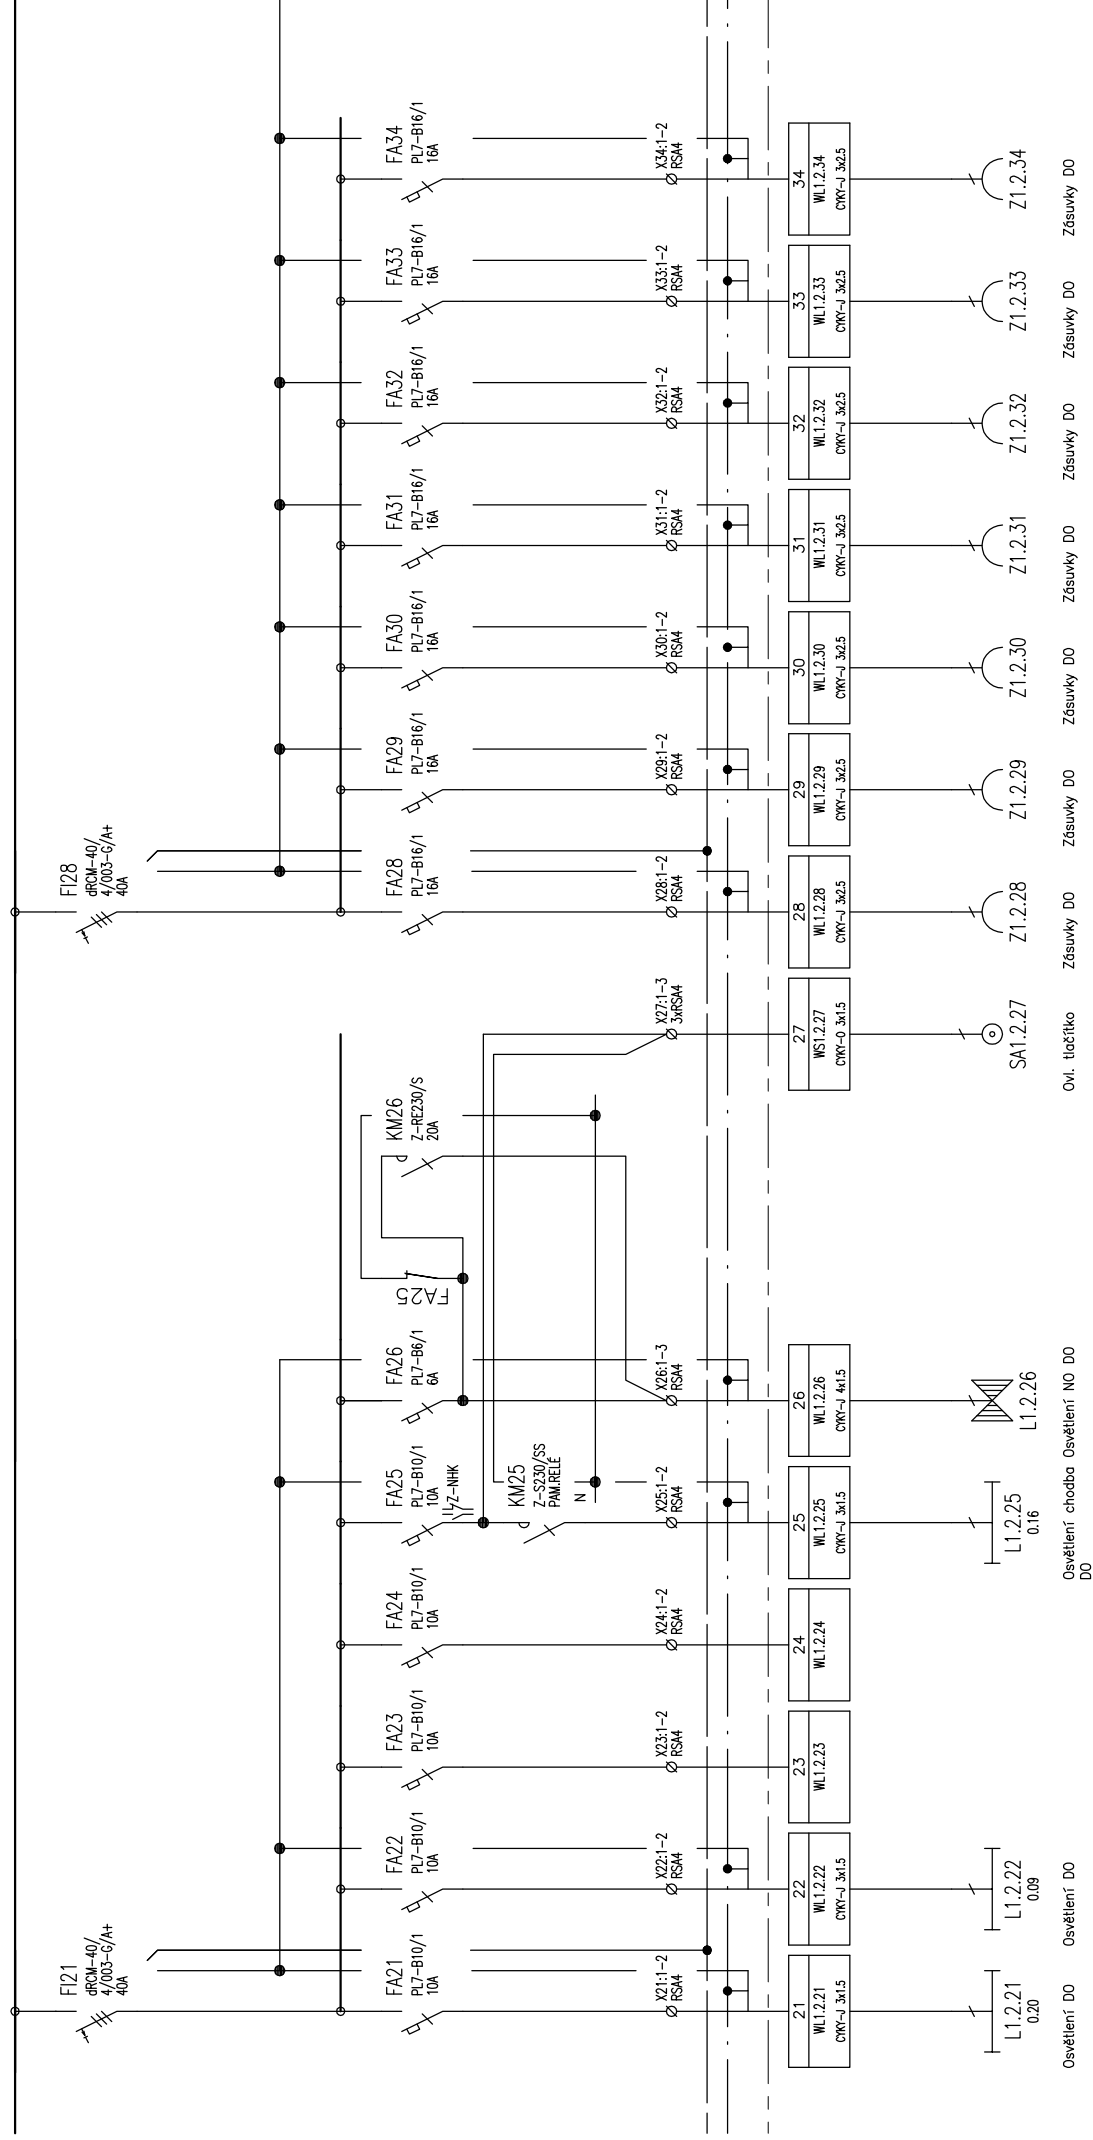 FI21
dRCM-40/
4/003-G/A+
40A
FI28
dRCM-40/
4/003-G/A+
40A
FA21
PL7-B10/1
10A
FA22
PL7-B10/1
10A
FA23
PL7-B10/1
10A
FA24
PL7-B10/1
10A
FA25
PL7-B10/1
10A
Z-NHK
FA26
PL7-B6/1
6A
FA25
KM26
Z-RE230/S
20A
KM25
Z-S230/SS
PAM.RELÉ
N
FA28
PL7-B16/1
16A
FA29
PL7-B16/1
16A
FA30
PL7-B16/1
16A
FA31
PL7-B16/1
16A
FA32
PL7-B16/1
16A
FA33
PL7-B16/1
16A
FA34
PL7-B16/1
16A
X21:1-2
RSA4
X22:1-2
RSA4
X23:1-2
RSA4
X24:1-2
RSA4
X25:1-2
RSA4
X26:1-3
RSA4
X27:1-3
3xRSA4
X28:1-2
RSA4
X29:1-2
RSA4
X30:1-2
RSA4
X31:1-2
RSA4
X32:1-2
RSA4
X33:1-2
RSA4
X34:1-2
RSA4
21
WL1.2.21
CYKY-J 3x1.5
22
WL1.2.22
CYKY-J 3x1.5
23
WL1.2.23
24
WL1.2.24
25
WL1.2.25
CYKY-J 3x1.5
26
WL1.2.26
CYKY-J 4x1.5
27
WS1.2.27
CYKY-O 3x1.5
28
WL1.2.28
CYKY-J 3x2.5
29
WL1.2.29
CYKY-J 3x2.5
30
WL1.2.30
CYKY-J 3x2.5
31
WL1.2.31
CYKY-J 3x2.5
32
WL1.2.32
CYKY-J 3x2.5
33
WL1.2.33
CYKY-J 3x2.5
34
WL1.2.34
CYKY-J 3x2.5
L1.2.21
0.20
L1.2.22
0.09
L1.2.25
0.16
L1.2.26
SA1.2.27
Z1.2.28
Z1.2.29
Z1.2.30
Z1.2.31
Z1.2.32
Z1.2.33
Z1.2.34
Osvětlení DO
Osvětlení DO
Osvětlení chodba
DO
Osvětlení NO DO
Ovl. tlačítko
Zásuvky DO
Zásuvky DO
Zásuvky DO
Zásuvky DO
Zásuvky DO
Zásuvky DO
Zásuvky DO